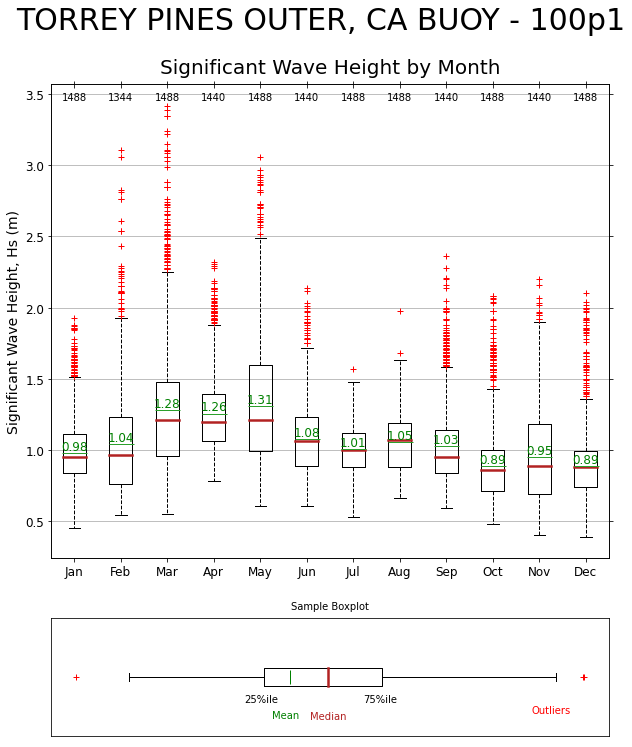 TORREY PINES OUTER, CA BUOY - 100p1
Significant Wave Height by Month
1488 1344 1488 1440 1488 1440 1488 1488 1440 1488 1440 1488
3.5
3.0
2.5
2.0
1.5
1.0
0.5
Significant Wave Height, Hs (m)
0.98 1.04 1.28 1.26 1.31 1.08 1.01 1.05 1.03 0.89 0.95 0.89
Jan Feb Mar Apr May Jun Jul Aug Sep Oct Nov Dec
Sample Boxplot
25%ile 75%ile
Mean Median Outliers